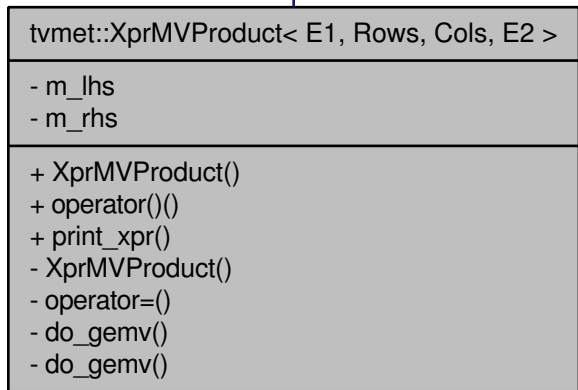 tvmet::XprMVProduct< E1, Rows, Cols, E2 >
- m_lhs
- m_rhs
+ XprMVProduct()
+ operator()()
+ print_xpr()
- XprMVProduct()
- operator=()
- do_gemv()
- do_gemv()